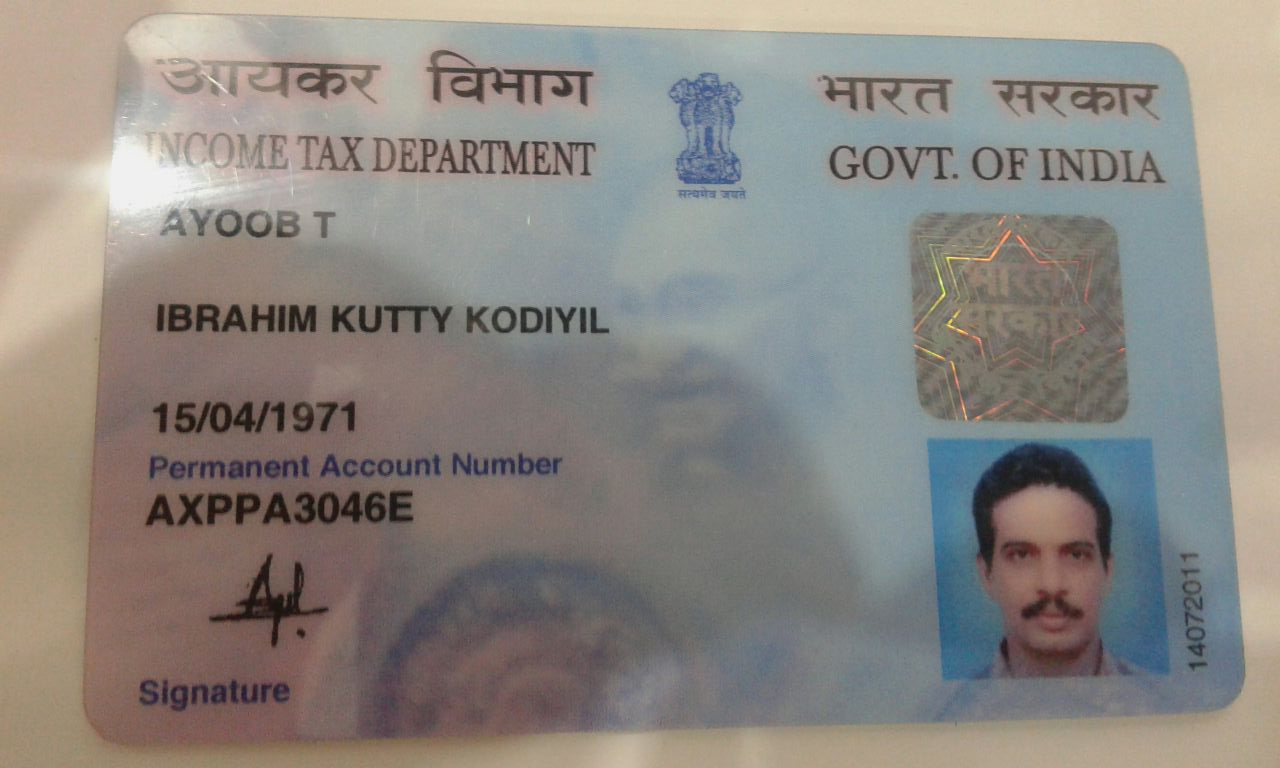 आयकर विभाग
INCOME TAX DEPARTMENT
भारत सरकार
GOVT. OF INDIA
सत्यमेव जयते
AYOOB T
IBRAHIM KUTTY KODIYIL
15/04/1971
Permanent Account Number
AXPPA3046E
Signature
भारत
सरकार
14072011